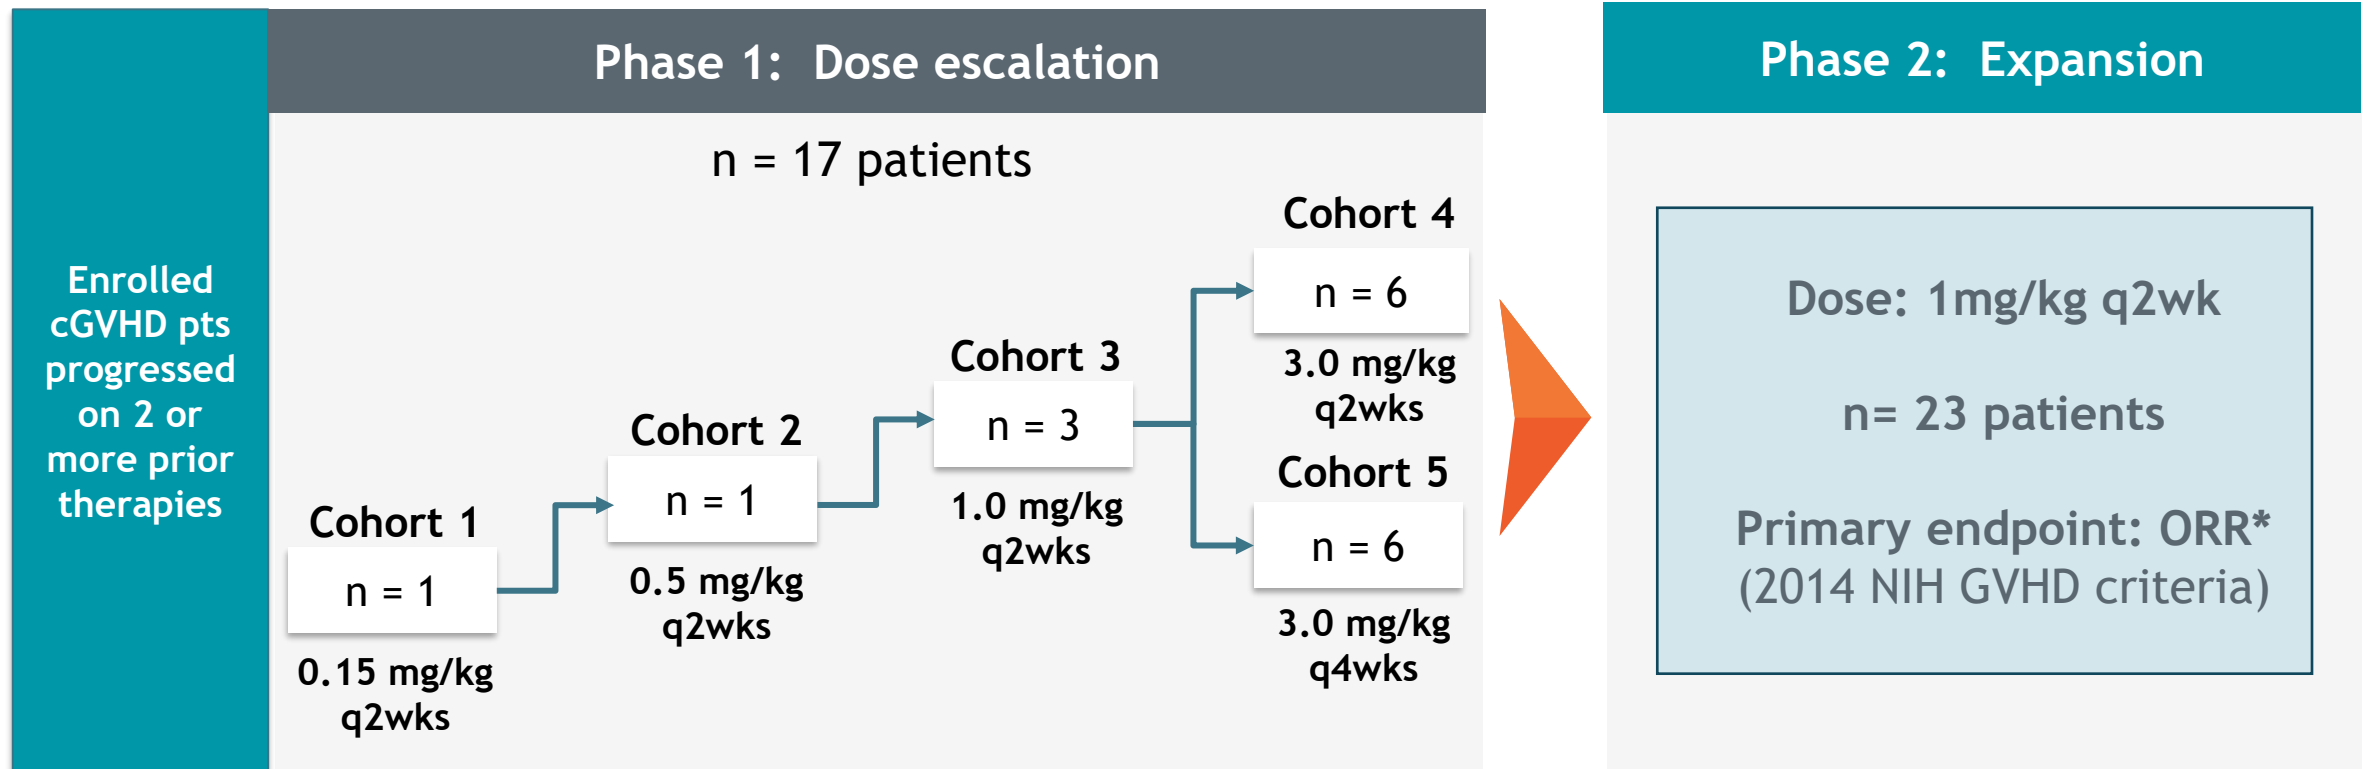 Enrolled
cGVHD pts
progressed
on 2 or
more prior
therapies
Phase 1:  Dose escalation
n = 17 patients
Cohort 1
n = 1
0.15 mg/kg
q2wks
Cohort 2
n = 1
0.5 mg/kg
q2wks
Cohort 3
n = 3
1.0 mg/kg
q2wks
Cohort 4
n = 6
3.0 mg/kg
q2wks
Cohort 5
n = 6
3.0 mg/kg
q4wks
Phase 2:  Expansion
Dose: 1mg/kg q2wk
n= 23 patients
Primary endpoint: ORR*
(2014 NIH GVHD criteria)